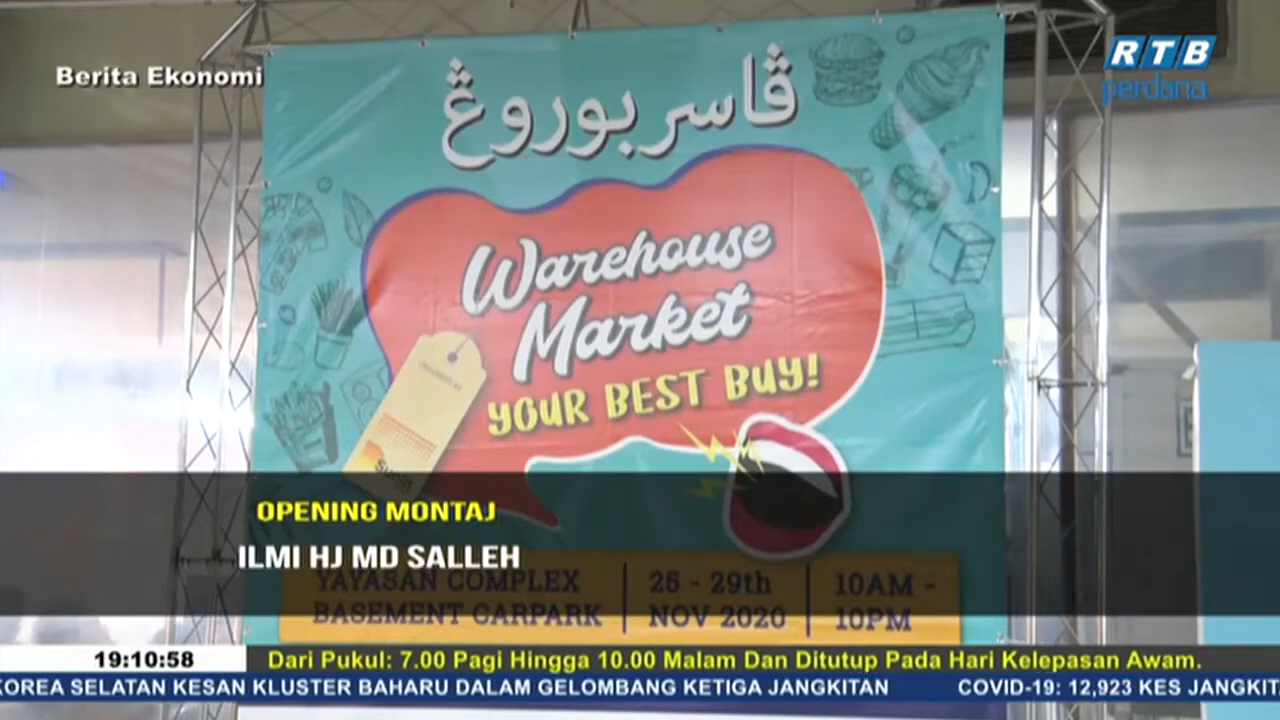 Berita Ekonomi
RTB
perdana
ڤاسر بوروڠ
Warehouse
Market
YOUR BEST BUY!
OPENING MONTAJ
ILMI HJ MD SALLEH
YAYASAN COMPLEX
BASEMENT CARPARK
25 - 29th
NOV 2020
10AM -
10PM
19:10:58
Dari Pukul: 7.00 Pagi Hingga 10.00 Malam Dan Ditutup Pada Hari Kelepasan Awam.
KOREA SELATAN KESAN KLUSTER BAHARU DALAM GELOMBANG KETIGA JANGKITAN
COVID-19: 12,923 KES